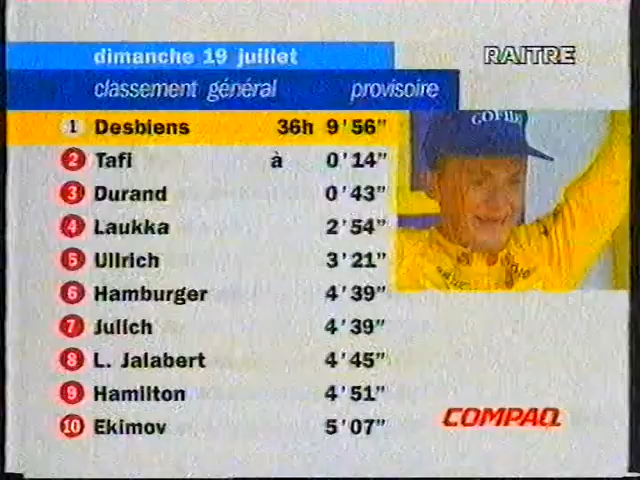 dimanche 19 juillet
RAITRE
classement général provisoire
1 Desbiens 36h 9'56"
2 Tafi à 0'14"
3 Durand 0'43"
4 Laukka 2'54"
5 Ullrich 3'21"
6 Hamburger 4'39"
7 Julich 4'39"
8 L. Jalabert 4'45"
9 Hamilton 4'51"
10 Ekimov 5'07"
COMPAQ